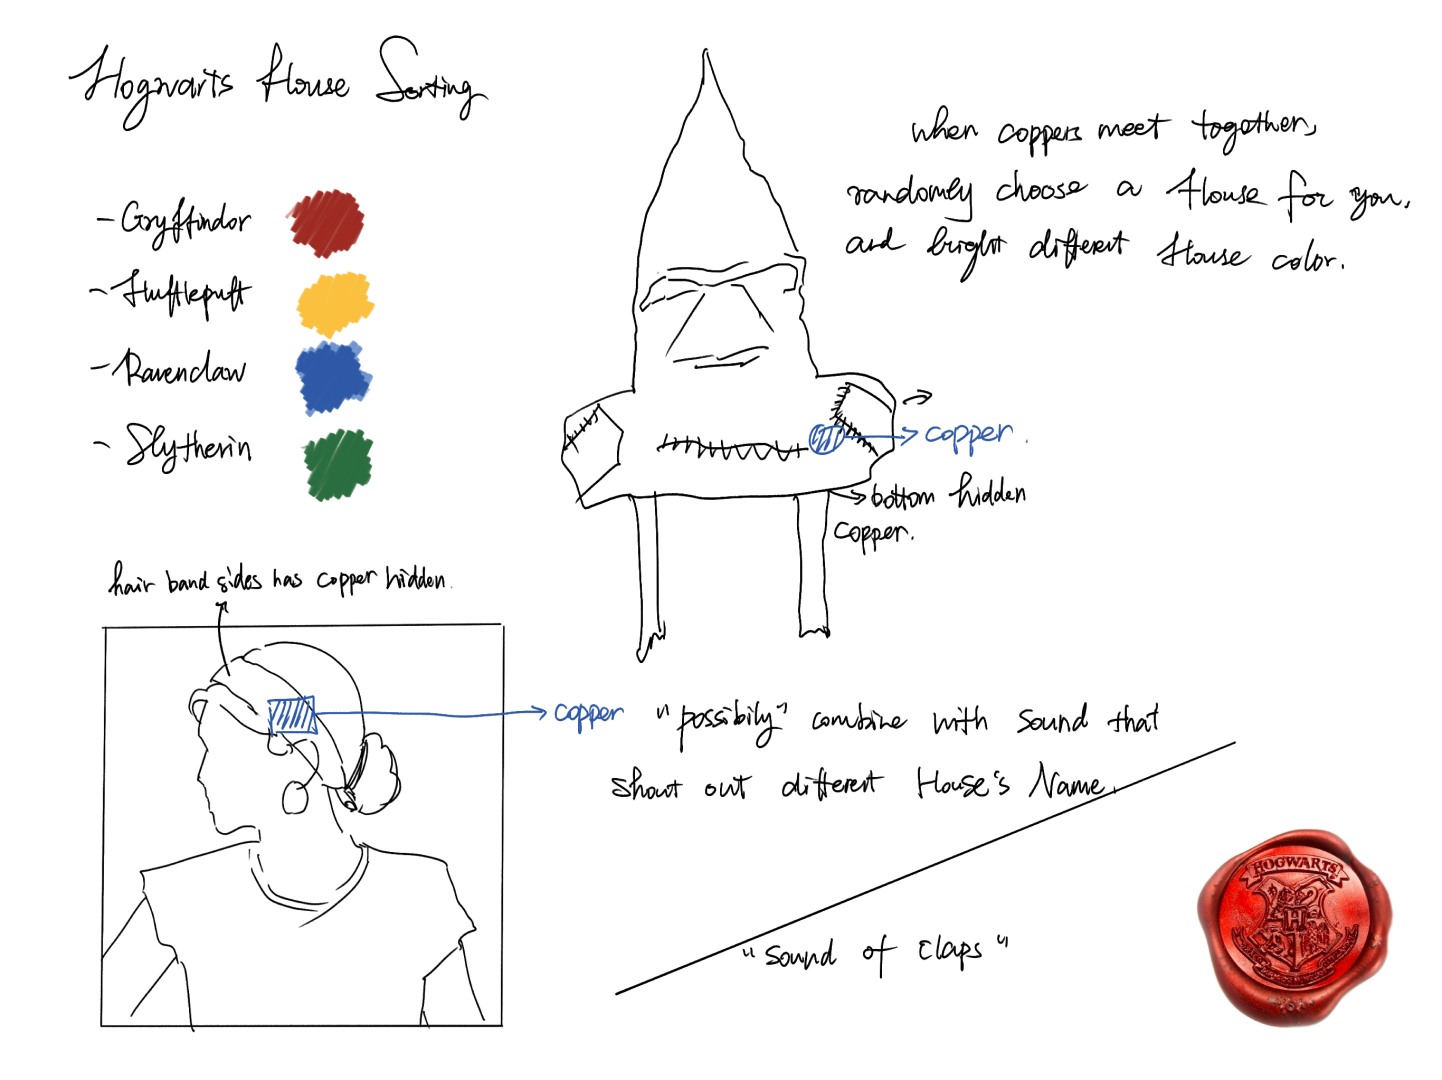 Hogwarts House Sorting
- Gryffindor
- Hufflepuff
- Ravenclaw
- Slytherin
when coppers meet together,
randomly choose a House for you,
and bright different House color.
copper.
bottom hidden
copper.
hair band sides has copper hidden.
copper
"possibily" combine with sound that
shout out different House's Name.
"Sound of claps"
HOGWARTS
H